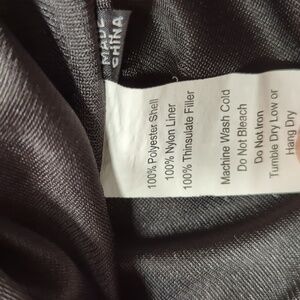 MADE
CHINA
100% Polyester Shell
100% Nylon Liner
100% Thinsulate Filler
Machine Wash Cold
Do Not Bleach
Do Not Iron
Tumble Dry Low or
Hang Dry